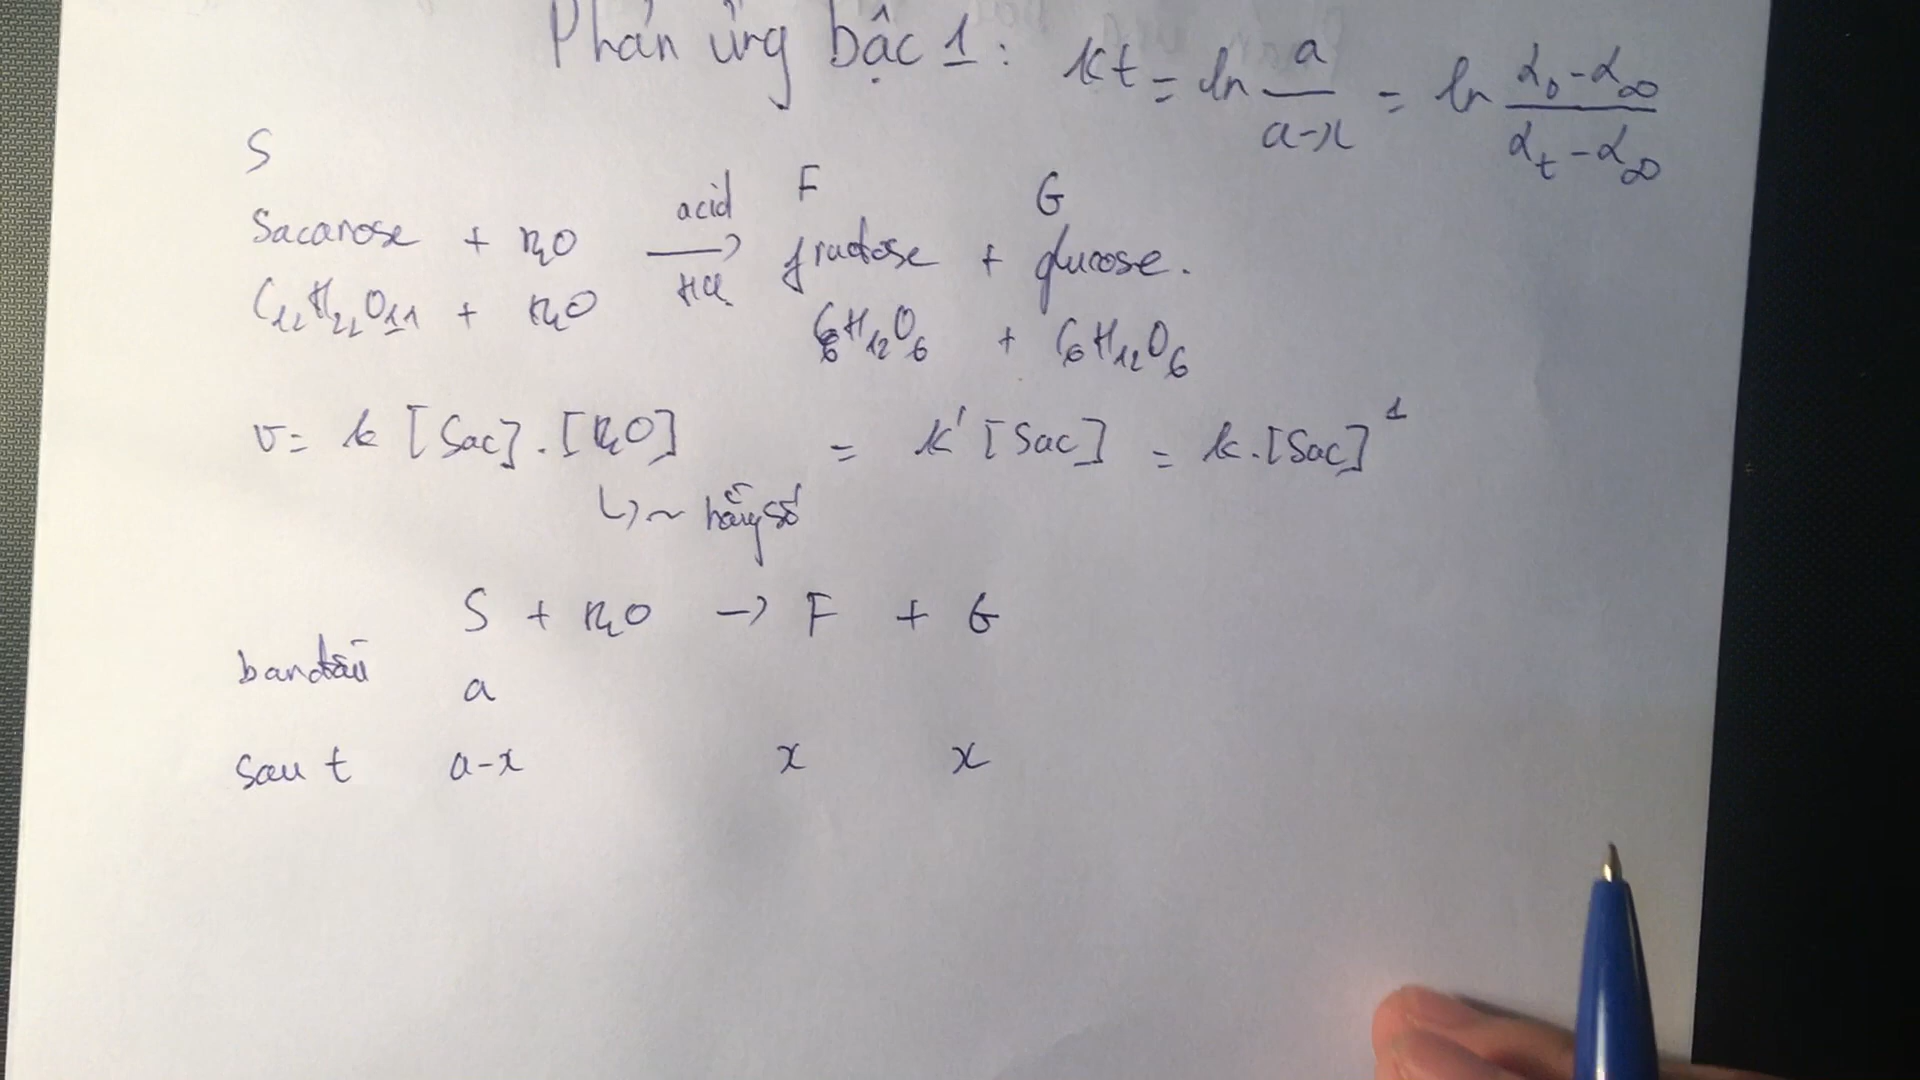 Phản ứng bậc 1: kt = ln a/(a-x) = ln (α₀-α∞)/(αt-α∞)
S F G
Sacarose + H₂O acid → HCl fructose + glucose.
C₁₂H₂₂O₁₁ + H₂O C₆H₁₂O₆ + C₆H₁₂O₆
v = k [Sac].[H₂O] = k' [Sac] = k.[Sac]¹
↳ ~ hằng số
S + H₂O → F + G
ban đầu a
sau t a-x x x